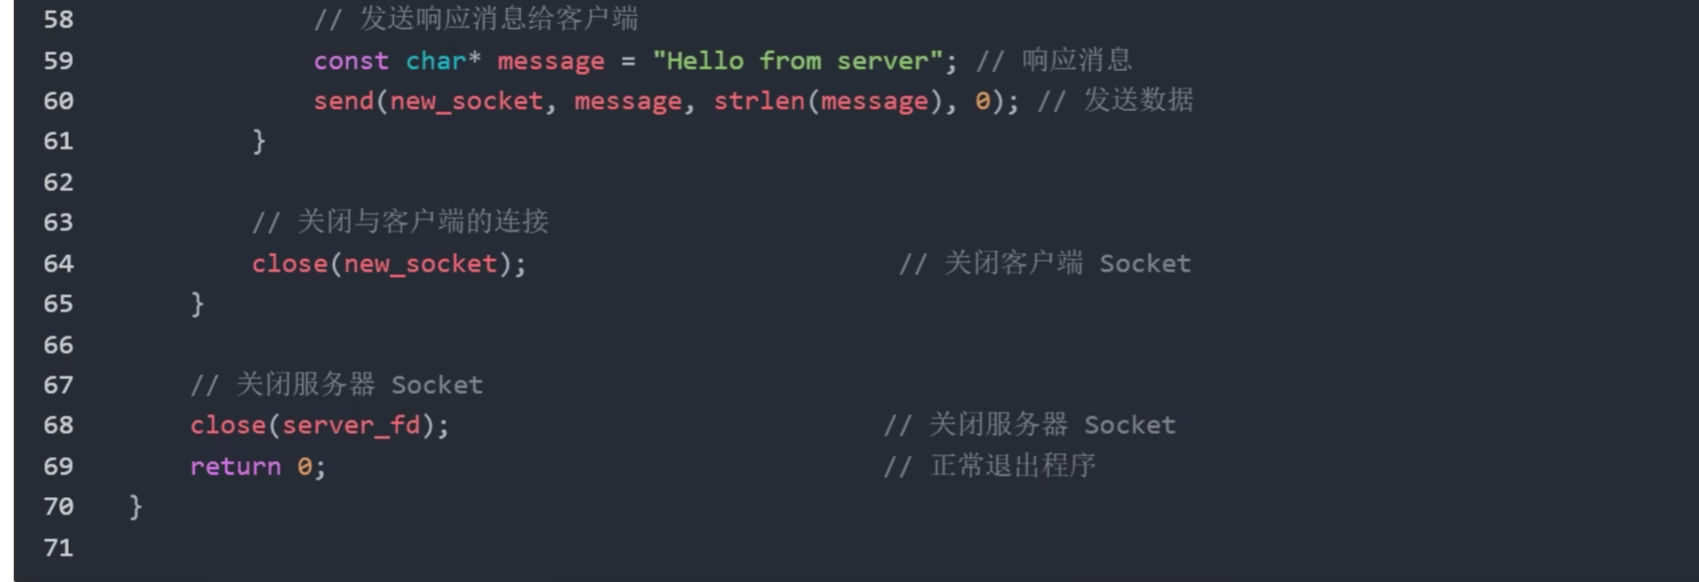 58 // 发送响应消息给客户端
59 const char* message = "Hello from server"; // 响应消息
60 send(new_socket, message, strlen(message), 0); // 发送数据
61 }
62
63 // 关闭与客户端的连接
64 close(new_socket); // 关闭客户端 Socket
65 }
66
67 // 关闭服务器 Socket
68 close(server_fd); // 关闭服务器 Socket
69 return 0; // 正常退出程序
70 }
71